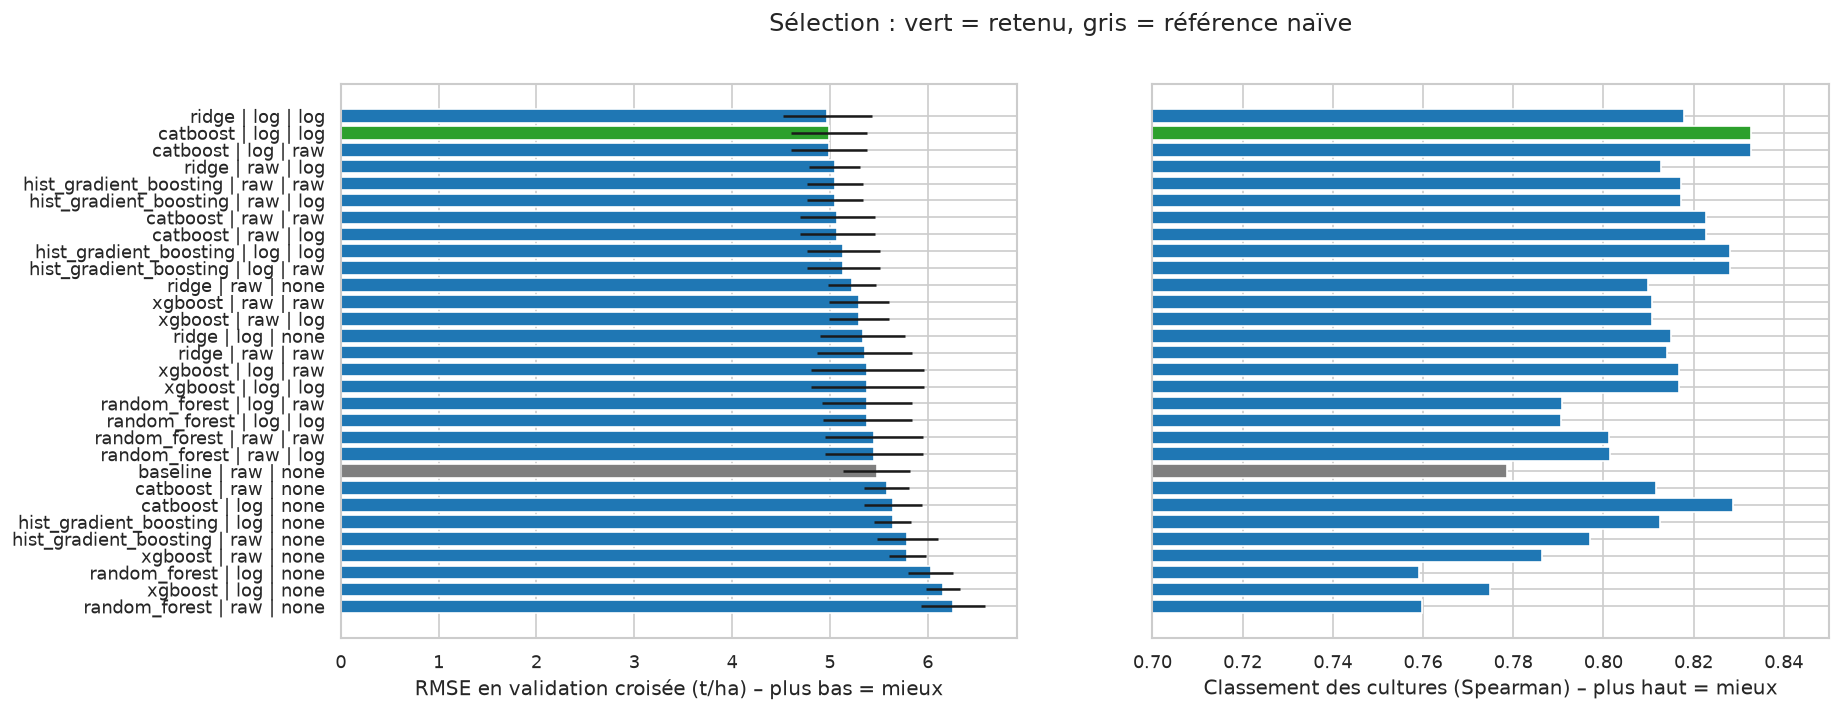 Sélection : vert = retenu, gris = référence naïve
ridge | log | log
catboost | log | log
catboost | log | raw
ridge | raw | log
hist_gradient_boosting | raw | raw
hist_gradient_boosting | raw | log
catboost | raw | raw
catboost | raw | log
hist_gradient_boosting | log | log
hist_gradient_boosting | log | raw
ridge | raw | none
xgboost | raw | raw
xgboost | raw | log
ridge | log | none
ridge | raw | raw
xgboost | log | raw
xgboost | log | log
random_forest | log | raw
random_forest | log | log
random_forest | raw | raw
random_forest | raw | log
baseline | raw | none
catboost | raw | none
catboost | log | none
hist_gradient_boosting | log | none
hist_gradient_boosting | raw | none
xgboost | raw | none
random_forest | log | none
xgboost | log | none
random_forest | raw | none
0 1 2 3 4 5 6
RMSE en validation croisée (t/ha) – plus bas = mieux
0.70 0.72 0.74 0.76 0.78 0.80 0.82 0.84
Classement des cultures (Spearman) – plus haut = mieux